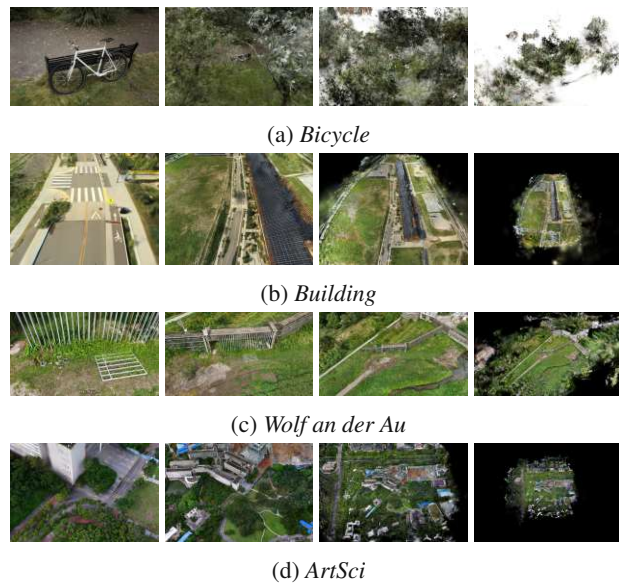 (a) Bicycle
(b) Building
(c) Wolf an der Au
(d) ArtSci